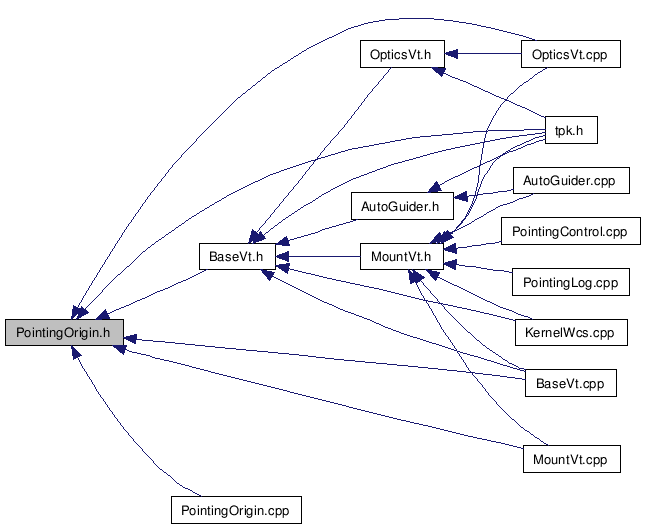 OpticsVt.h
OpticsVt.cpp
tpk.h
AutoGuider.cpp
AutoGuider.h
PointingControl.cpp
BaseVt.h
MountVt.h
PointingLog.cpp
PointingOrigin.h
KernelWcs.cpp
BaseVt.cpp
MountVt.cpp
PointingOrigin.cpp